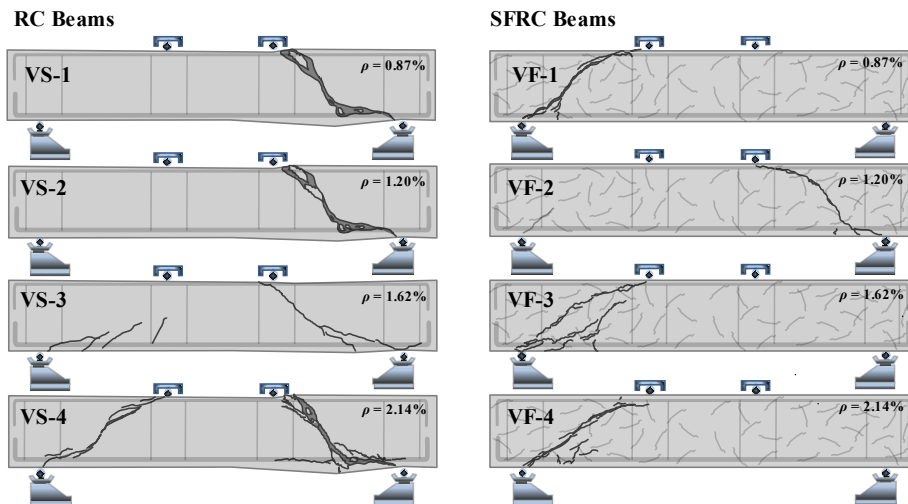 RC Beams
VS-1
ρ = 0.87%
VS-2
ρ = 1.20%
VS-3
ρ = 1.62%
VS-4
ρ = 2.14%
SFRC Beams
VF-1
ρ = 0.87%
VF-2
ρ = 1.20%
VF-3
ρ = 1.62%
VF-4
ρ = 2.14%